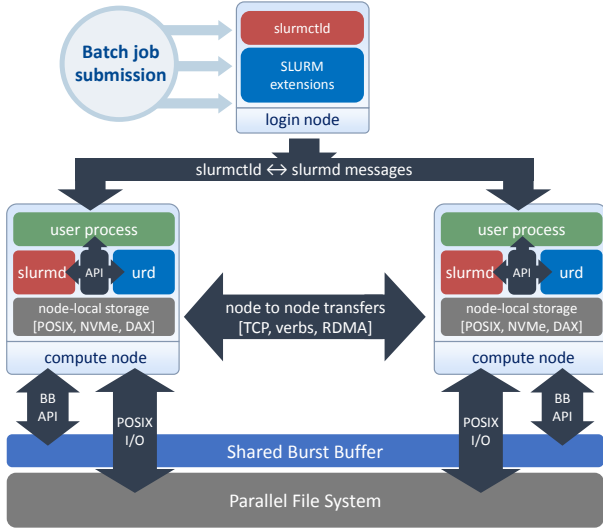 Batch job
submission
slurmctld
SLURM
extensions
login node
slurmctld ↔ slurmd messages
user process
slurmd
API
urd
node-local storage
[POSIX, NVMe, DAX]
compute node
node to node transfers
[TCP, verbs, RDMA]
user process
slurmd
API
urd
node-local storage
[POSIX, NVMe, DAX]
compute node
BB
API
POSIX
I/O
POSIX
I/O
BB
API
Shared Burst Buffer
Parallel File System